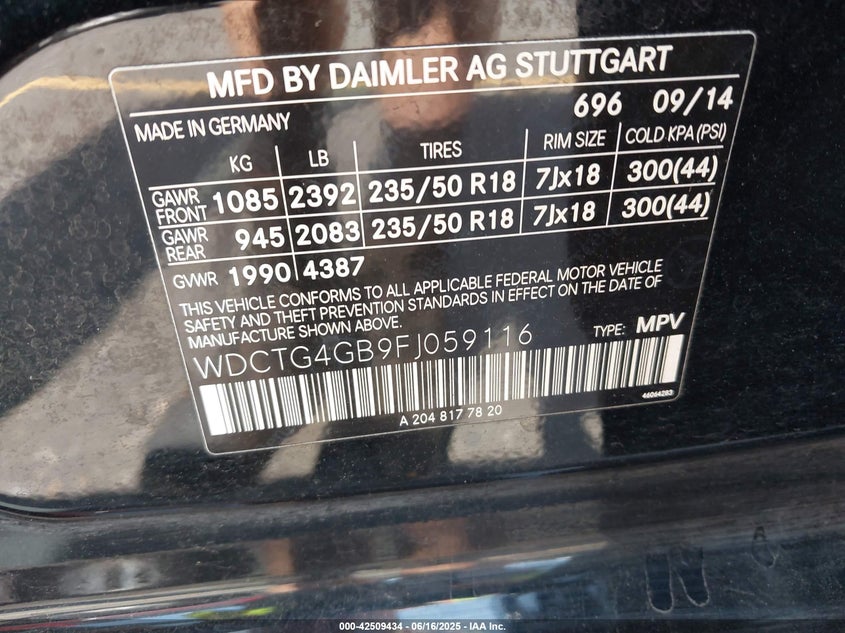 MFD BY DAIMLER AG STUTTGART
696 09/14
MADE IN GERMANY
KG LB TIRES RIM SIZE COLD KPA (PSI)
GAWR FRONT 1085 2392 235/50 R18 7Jx18 300(44)
GAWR REAR 945 2083 235/50 R18 7Jx18 300(44)
GVWR 1990 4387
THIS VEHICLE CONFORMS TO ALL APPLICABLE FEDERAL MOTOR VEHICLE
SAFETY AND THEFT PREVENTION STANDARDS IN EFFECT ON THE DATE OF
MANUFACTURE SHOWN ABOVE.
WDCTG4GB9FJ059116 TYPE: MPV
46064283
A 204 817 78 20
000-42509434 - 06/16/2025 - IAA Inc.